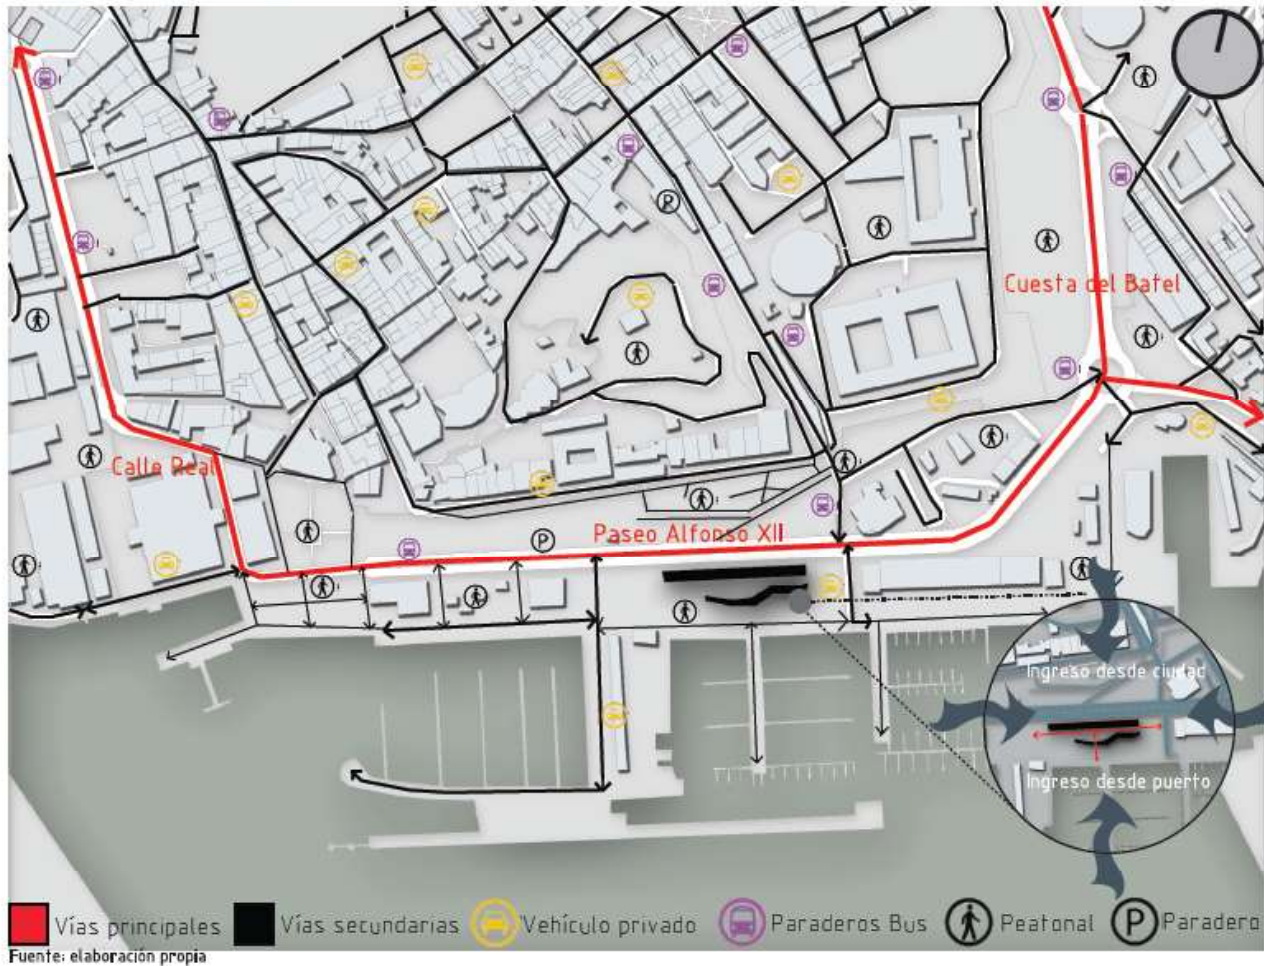 Cuesta del Batel
Calle Real
P
Paseo Alfonso XII
P
Ingreso desde ciudad
Ingreso desde puerto
Vías principales
Vías secundarias
Vehículo privado
Paraderos Bus
Peatonal
P
Paradero
Fuente: elaboración propia